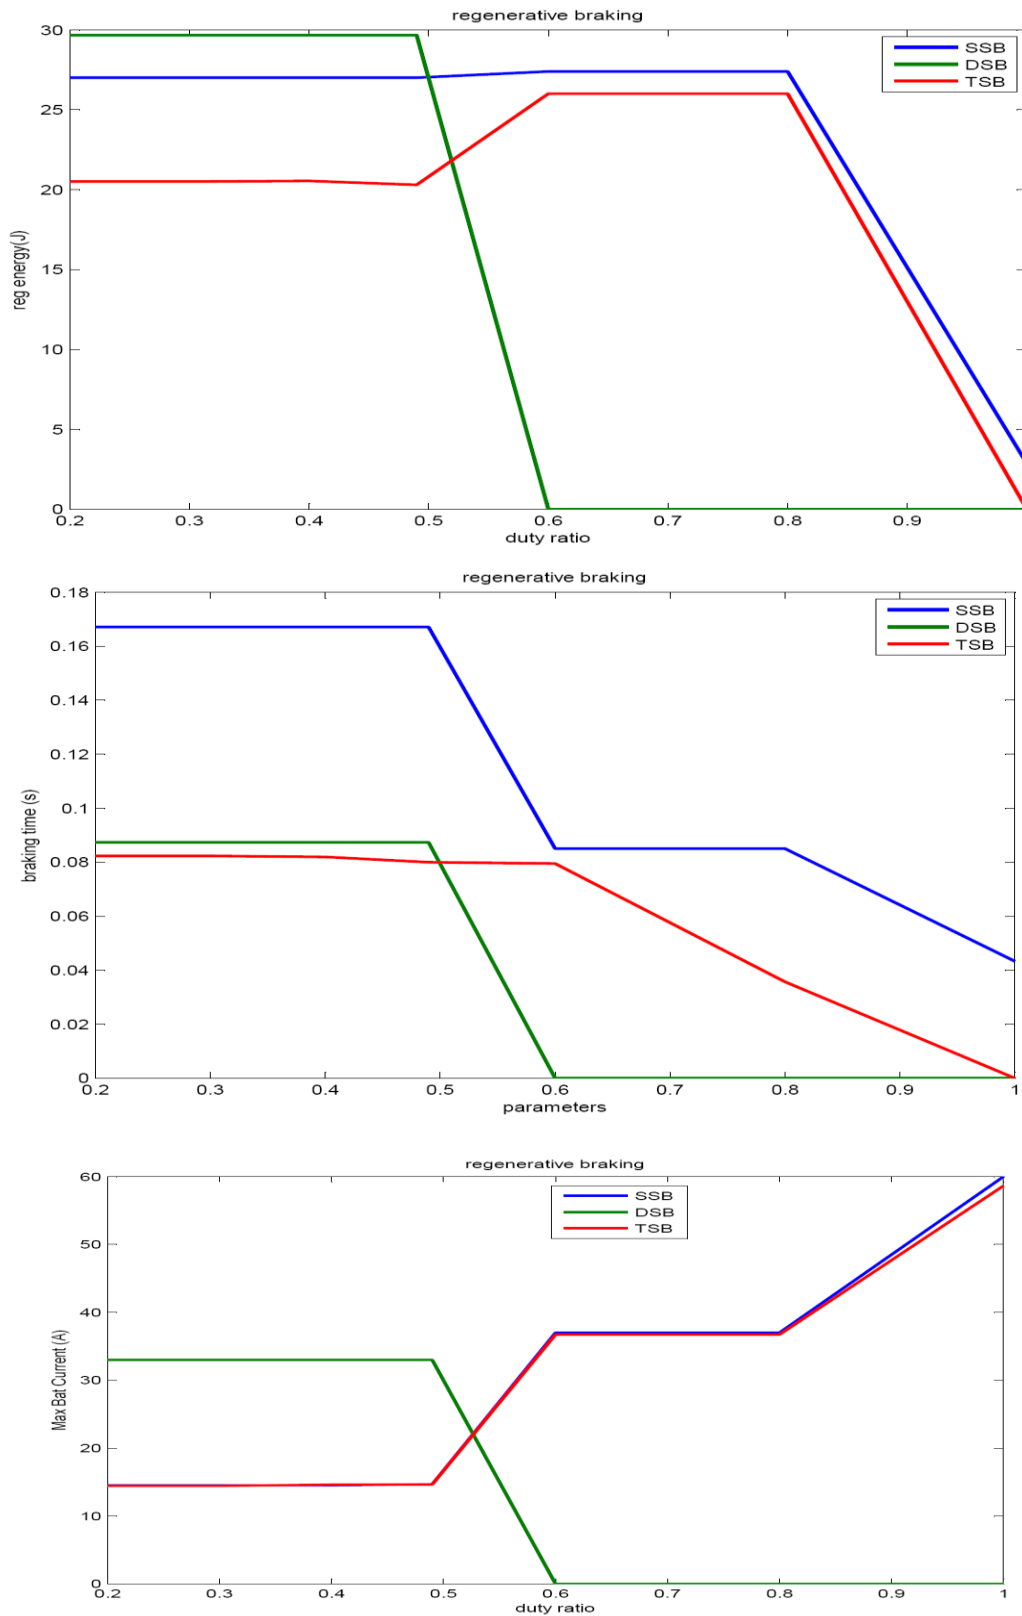 regenerative braking
30
25
20
15
10
5
0
reg energy(J)
SSB
DSB
TSB
0.2 0.3 0.4 0.5 0.6 0.7 0.8 0.9
duty ratio
regenerative braking
0.18
0.16
0.14
0.12
0.1
0.08
0.06
0.04
0.02
0
braking time (s)
SSB
DSB
TSB
0.2 0.3 0.4 0.5 0.6 0.7 0.8 0.9 1
parameters
regenerative braking
60
50
40
30
20
10
0
Max Bat Current (A)
SSB
DSB
TSB
0.2 0.3 0.4 0.5 0.6 0.7 0.8 0.9 1
duty ratio